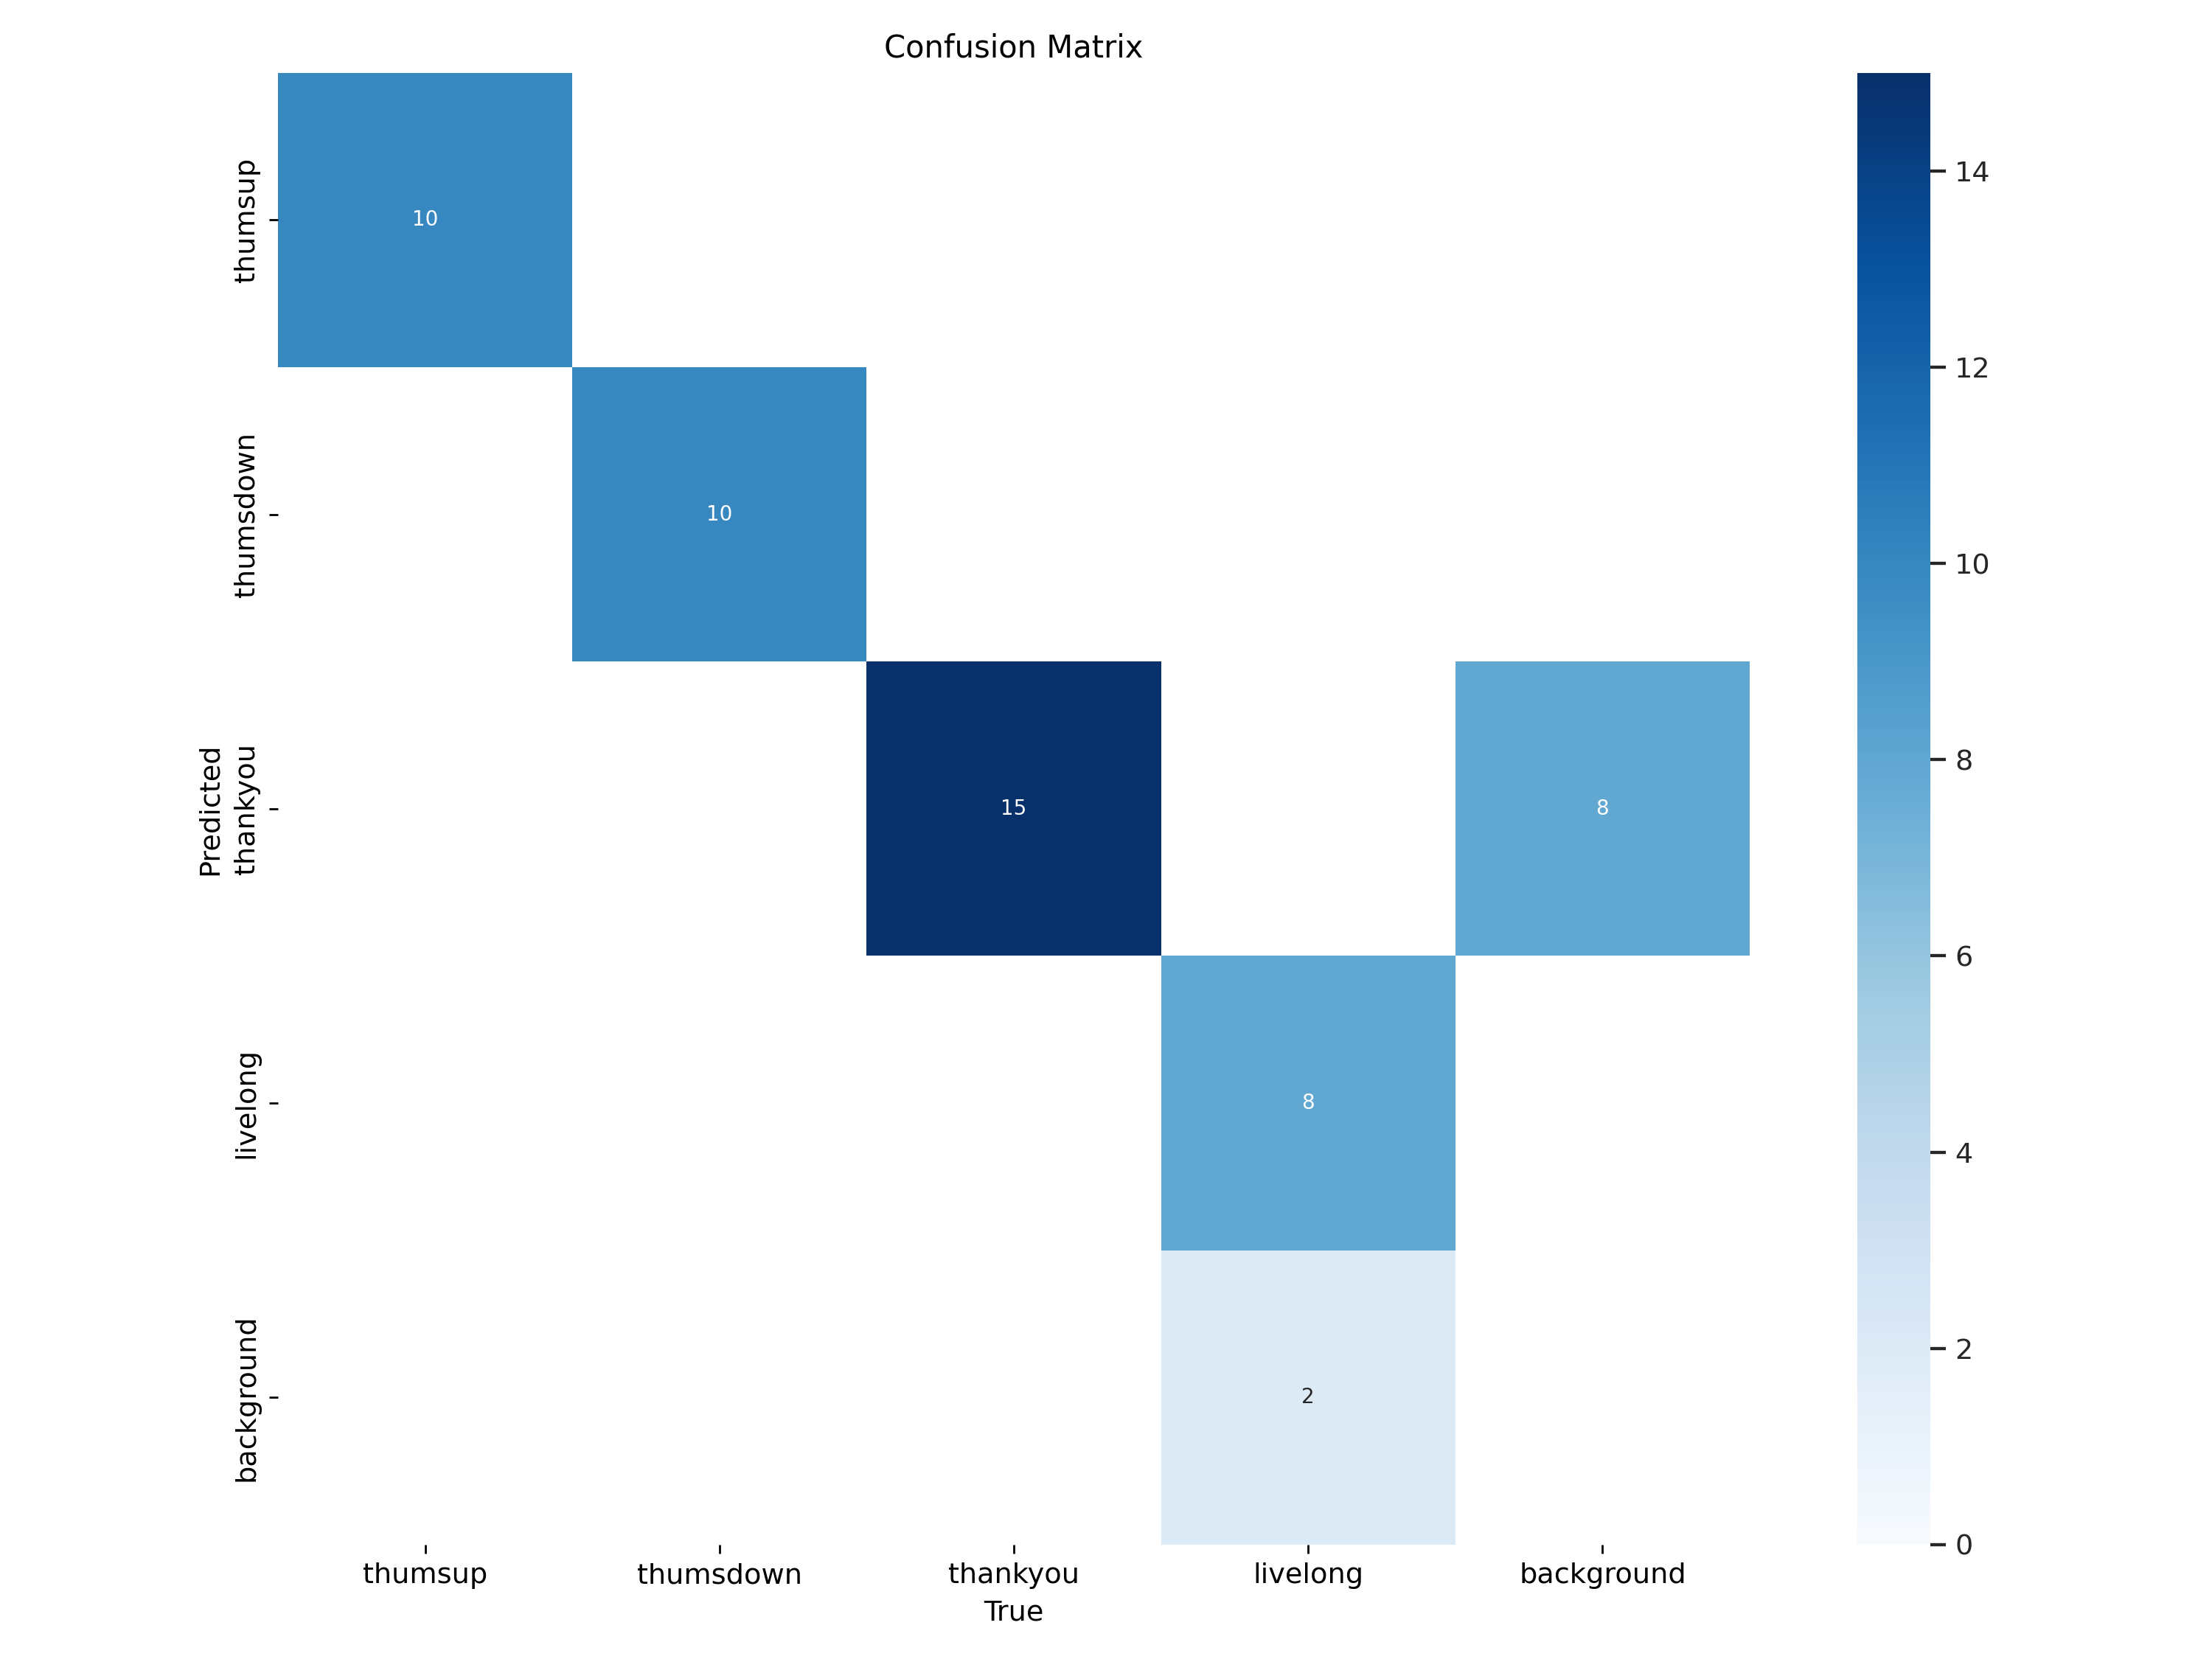 Confusion Matrix
thumsup
thumsdown
thankyou
livelong
background
Predicted
10
10
15
8
8
2
thumsup
thumsdown
thankyou
livelong
background
True
14
12
10
8
6
4
2
0